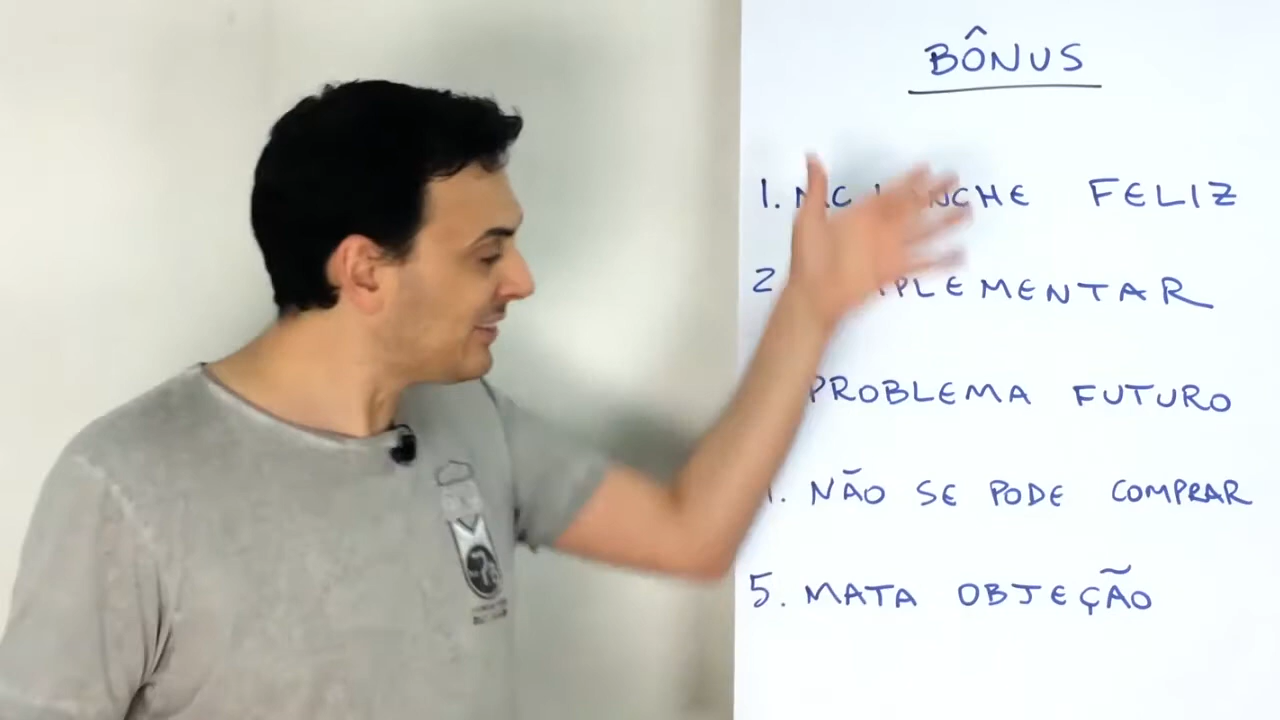 BÔNUS
1. FELIZ
2
PROBLEMA FUTURO
NÃO SE PODE COMPRAR
5. MATA OBJEÇÃO